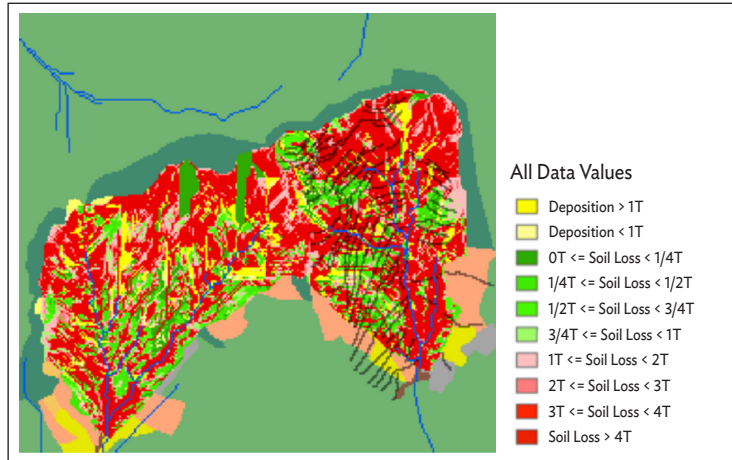 All Data Values
Deposition > 1T
Deposition < 1T
0T <= Soil Loss < 1/4T
1/4T <= Soil Loss < 1/2T
1/2T <= Soil Loss < 3/4T
3/4T <= Soil Loss < 1T
1T <= Soil Loss < 2T
2T <= Soil Loss < 3T
3T <= Soil Loss < 4T
Soil Loss > 4T